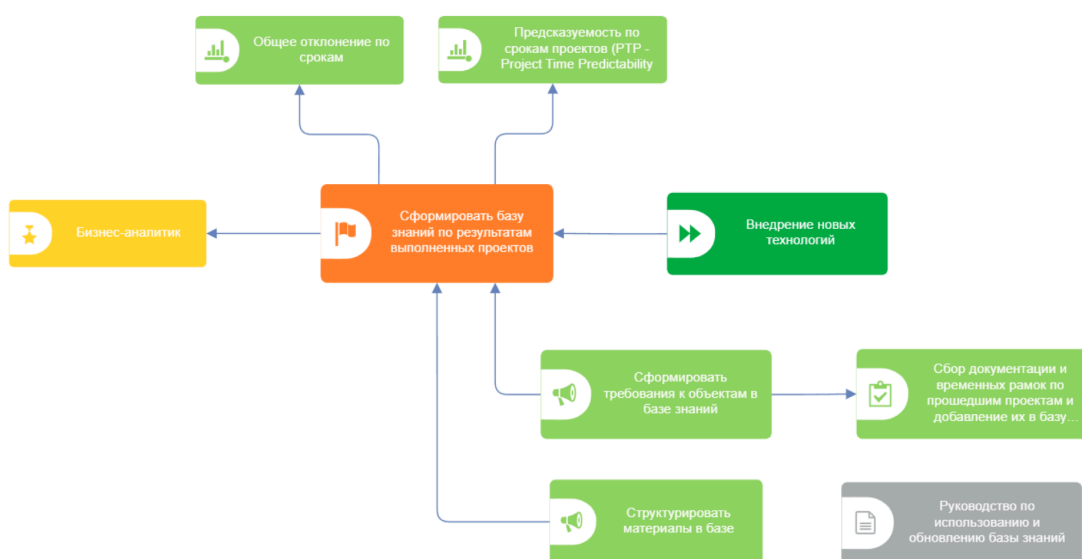 Общее отклонение по
срокам
Предсказуемость по
срокам проектов (PTP -
Project Time Predictability
Бизнес-аналитик
Сформировать базу
знаний по результатам
выполненных проектов
Внедрение новых
технологий
Сформировать
требования к объектам в
базе знаний
Сбор документации и
временных рамок по
прошедшим проектам и
добавление их в базу...
Структурировать
материалы в базе
Руководство по
использованию и
обновлению базы знаний